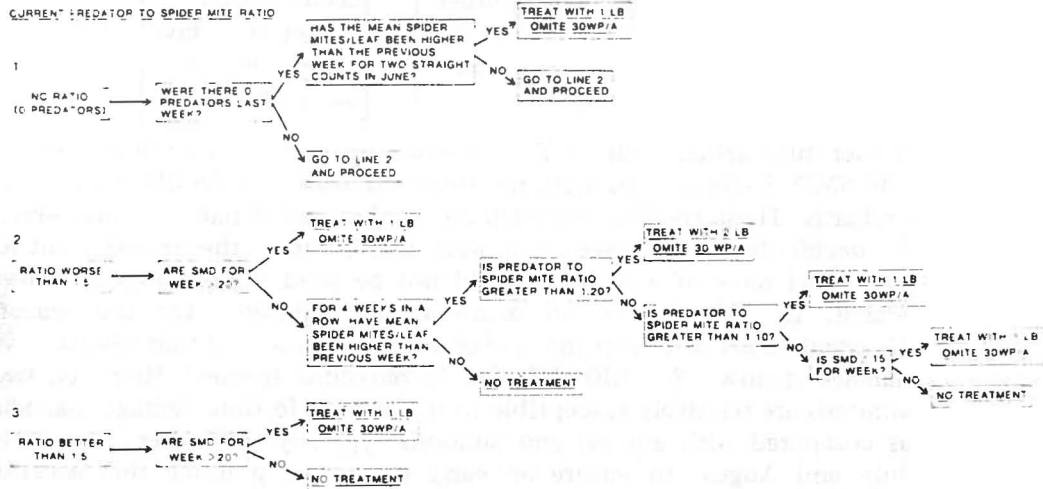 CURRENT PREDATOR TO SPIDER MITE RATIO
1
NO RATIO
(0 PREDATORS)
WERE THERE 0
PREDATORS LAST
WEEK?
YES
HAS THE MEAN SPIDER
MITES/LEAF BEEN HIGHER
THAN THE PREVIOUS
WEEK FOR TWO STRAIGHT
COUNTS IN JUNE?
YES
TREAT WITH 1 LB
OMITE 30WP/A
NO
GO TO LINE 2
AND PROCEED
NO
GO TO LINE 2
AND PROCEED
2
RATIO WORSE
THAN 1:5
ARE SMD FOR
WEEK >20?
YES
TREAT WITH 1 LB
OMITE 30WP/A
NO
FOR 4 WEEKS IN A
ROW, HAVE MEAN
SPIDER MITES/LEAF
BEEN HIGHER THAN
PREVIOUS WEEK?
YES
IS PREDATOR TO
SPIDER MITE RATIO
GREATER THAN 1:20?
YES
TREAT WITH 2 LB
OMITE 30 WP/A
NO
IS PREDATOR TO
SPIDER MITE RATIO
GREATER THAN 1:10?
YES
TREAT WITH 1 LB
OMITE 30WP/A
NO
IS SMD 15
FOR WEEK?
YES
TREAT WITH 1 LB
OMITE 30WP/A
NO
NO TREATMENT
NO
NO TREATMENT
3
RATIO BETTER
THAN 1:5
ARE SMD FOR
WEEK >20?
YES
TREAT WITH 1 LB
OMITE 30WP/A
NO
NO TREATMENT